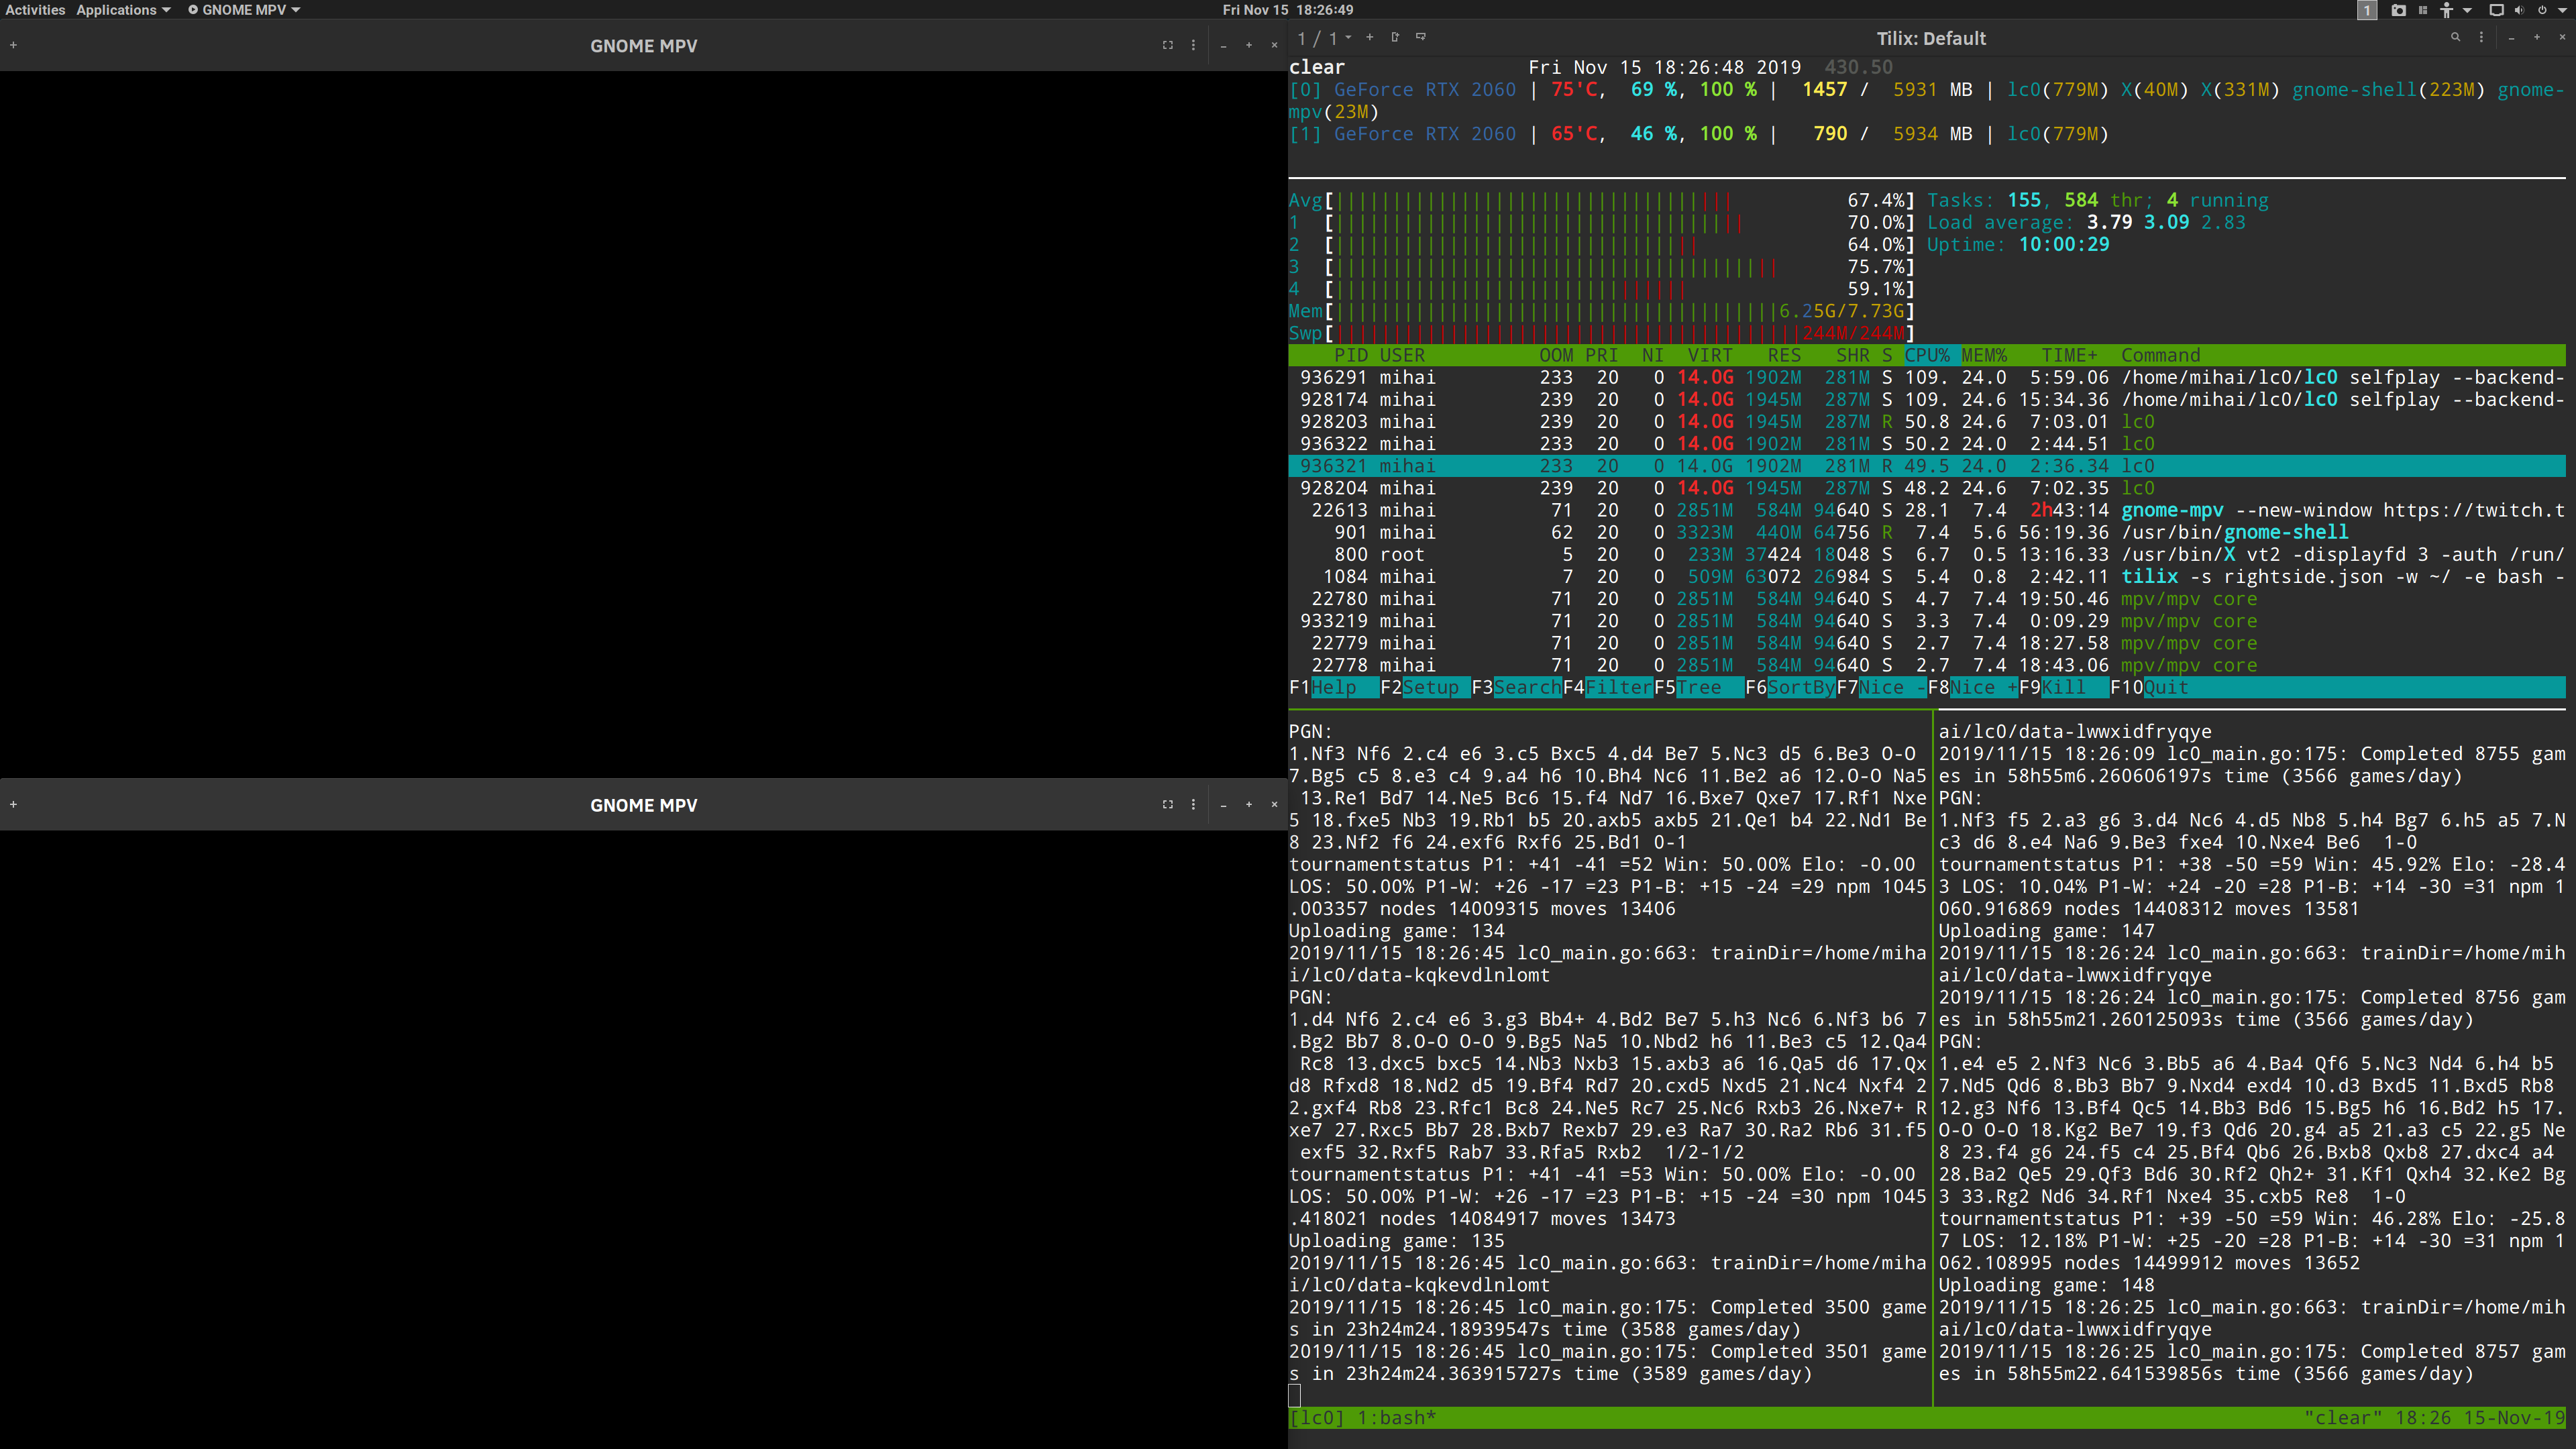 Activities Applications GNOME MPV Fri Nov 15 18:26:49 1
GNOME MPV
GNOME MPV
1 / 1 Tilix: Default
clear Fri Nov 15 18:26:48 2019 430.50
[0] GeForce RTX 2060 | 75'C, 69 %, 100 % | 1457 / 5931 MB | lc0(779M) X(40M) X(331M) gnome-shell(223M) gnome-
mpv(23M)
[1] GeForce RTX 2060 | 65'C, 46 %, 100 % | 790 / 5934 MB | lc0(779M)
Avg[ 67.4%] Tasks: 155, 584 thr; 4 running
1 [ 70.0%] Load average: 3.79 3.09 2.83
2 [ 64.0%] Uptime: 10:00:29
3 [ 75.7%]
4 [ 59.1%]
Mem[ 6.25G/7.73G]
Swp[ 244M/244M]
PID USER OOM PRI NI VIRT RES SHR S CPU% MEM% TIME+ Command
936291 mihai 233 20 0 14.0G 1902M 281M S 109. 24.0 5:59.06 /home/mihai/lc0/lc0 selfplay --backend-
928174 mihai 239 20 0 14.0G 1945M 287M S 109. 24.6 15:34.36 /home/mihai/lc0/lc0 selfplay --backend-
928203 mihai 239 20 0 14.0G 1945M 287M R 50.8 24.6 7:03.01 lc0
936322 mihai 233 20 0 14.0G 1902M 281M S 50.2 24.0 2:44.51 lc0
936321 mihai 233 20 0 14.0G 1902M 281M R 49.5 24.0 2:36.34 lc0
928204 mihai 239 20 0 14.0G 1945M 287M S 48.2 24.6 7:02.35 lc0
22613 mihai 71 20 0 2851M 584M 94640 S 28.1 7.4 2h43:14 gnome-mpv --new-window https://twitch.t
901 mihai 62 20 0 3323M 440M 64756 R 7.4 5.6 56:19.36 /usr/bin/gnome-shell
800 root 5 20 0 233M 37424 18048 S 6.7 0.5 13:16.33 /usr/bin/X vt2 -displayfd 3 -auth /run/
1084 mihai 7 20 0 509M 63072 26984 S 5.4 0.8 2:42.11 tilix -s rightside.json -w ~/ -e bash -
22780 mihai 71 20 0 2851M 584M 94640 S 4.7 7.4 19:50.46 mpv/mpv core
933219 mihai 71 20 0 2851M 584M 94640 S 3.3 7.4 0:09.29 mpv/mpv core
22779 mihai 71 20 0 2851M 584M 94640 S 2.7 7.4 18:27.58 mpv/mpv core
22778 mihai 71 20 0 2851M 584M 94640 S 2.7 7.4 18:43.06 mpv/mpv core
F1Help F2Setup F3SearchF4FilterF5Tree F6SortByF7Nice -F8Nice +F9Kill F10Quit
PGN:
1.Nf3 Nf6 2.c4 e6 3.c5 Bxc5 4.d4 Be7 5.Nc3 d5 6.Be3 O-O
7.Bg5 c5 8.e3 c4 9.a4 h6 10.Bh4 Nc6 11.Be2 a6 12.O-O Na5
13.Re1 Bd7 14.Ne5 Bc6 15.f4 Nd7 16.Bxe7 Qxe7 17.Rf1 Nxe
5 18.fxe5 Nb3 19.Rb1 b5 20.axb5 axb5 21.Qe1 b4 22.Nd1 Be
8 23.Nf2 f6 24.exf6 Rxf6 25.Bd1 0-1
tournamentstatus P1: +41 -41 =52 Win: 50.00% Elo: -0.00
LOS: 50.00% P1-W: +26 -17 =23 P1-B: +15 -24 =29 npm 1045
.003357 nodes 14009315 moves 13406
Uploading game: 134
2019/11/15 18:26:45 lc0_main.go:663: trainDir=/home/miha
i/lc0/data-kqkevdlnlomt
PGN:
1.d4 Nf6 2.c4 e6 3.g3 Bb4+ 4.Bd2 Be7 5.h3 Nc6 6.Nf3 b6 7
.Bg2 Bb7 8.O-O O-O 9.Bg5 Na5 10.Nbd2 h6 11.Be3 c5 12.Qa4
Rc8 13.dxc5 bxc5 14.Nb3 Nxb3 15.axb3 a6 16.Qa5 d6 17.Qx
d8 Rfxd8 18.Nd2 d5 19.Bf4 Rd7 20.cxd5 Nxd5 21.Nc4 Nxf4 2
2.gxf4 Rb8 23.Rfc1 Bc8 24.Ne5 Rc7 25.Nc6 Rxb3 26.Nxe7+ R
xe7 27.Rxc5 Bb7 28.Bxb7 Rexb7 29.e3 Ra7 30.Ra2 Rb6 31.f5
exf5 32.Rxf5 Rab7 33.Rfa5 Rxb2 1/2-1/2
tournamentstatus P1: +41 -41 =53 Win: 50.00% Elo: -0.00
LOS: 50.00% P1-W: +26 -17 =23 P1-B: +15 -24 =30 npm 1045
.418021 nodes 14084917 moves 13473
Uploading game: 135
2019/11/15 18:26:45 lc0_main.go:663: trainDir=/home/miha
i/lc0/data-kqkevdlnlomt
2019/11/15 18:26:45 lc0_main.go:175: Completed 3500 game
s in 23h24m24.18939547s time (3588 games/day)
2019/11/15 18:26:45 lc0_main.go:175: Completed 3501 game
s in 23h24m24.363915727s time (3589 games/day)
ai/lc0/data-lwwxidfryqye
2019/11/15 18:26:09 lc0_main.go:175: Completed 8755 gam
es in 58h55m6.260606197s time (3566 games/day)
PGN:
1.Nf3 f5 2.a3 g6 3.d4 Nc6 4.d5 Nb8 5.h4 Bg7 6.h5 a5 7.N
c3 d6 8.e4 Na6 9.Be3 fxe4 10.Nxe4 Be6 1-0
tournamentstatus P1: +38 -50 =59 Win: 45.92% Elo: -28.4
3 LOS: 10.04% P1-W: +24 -20 =28 P1-B: +14 -30 =31 npm 1
060.916869 nodes 14408312 moves 13581
Uploading game: 147
2019/11/15 18:26:24 lc0_main.go:663: trainDir=/home/mih
ai/lc0/data-lwwxidfryqye
2019/11/15 18:26:24 lc0_main.go:175: Completed 8756 gam
es in 58h55m21.260125093s time (3566 games/day)
PGN:
1.e4 e5 2.Nf3 Nc6 3.Bb5 a6 4.Ba4 Qf6 5.Nc3 Nd4 6.h4 b5
7.Nd5 Qd6 8.Bb3 Bb7 9.Nxd4 exd4 10.d3 Bxd5 11.Bxd5 Rb8
12.g3 Nf6 13.Bf4 Qc5 14.Bb3 Bd6 15.Bg5 h6 16.Bd2 h5 17.
O-O O-O 18.Kg2 Be7 19.f3 Qd6 20.g4 a5 21.a3 c5 22.g5 Ne
8 23.f4 g6 24.f5 c4 25.Bf4 Qb6 26.Bxb8 Qxb8 27.dxc4 a4
28.Ba2 Qe5 29.Qf3 Bd6 30.Rf2 Qh2+ 31.Kf1 Qxh4 32.Ke2 Bg
3 33.Rg2 Nd6 34.Rf1 Nxe4 35.cxb5 Re8 1-0
tournamentstatus P1: +39 -50 =59 Win: 46.28% Elo: -25.8
7 LOS: 12.18% P1-W: +25 -20 =28 P1-B: +14 -30 =31 npm 1
062.108995 nodes 14499912 moves 13652
Uploading game: 148
2019/11/15 18:26:25 lc0_main.go:663: trainDir=/home/mih
ai/lc0/data-lwwxidfryqye
2019/11/15 18:26:25 lc0_main.go:175: Completed 8757 gam
es in 58h55m22.641539856s time (3566 games/day)
[lc0] 1:bash* "clear" 18:26 15-Nov-19